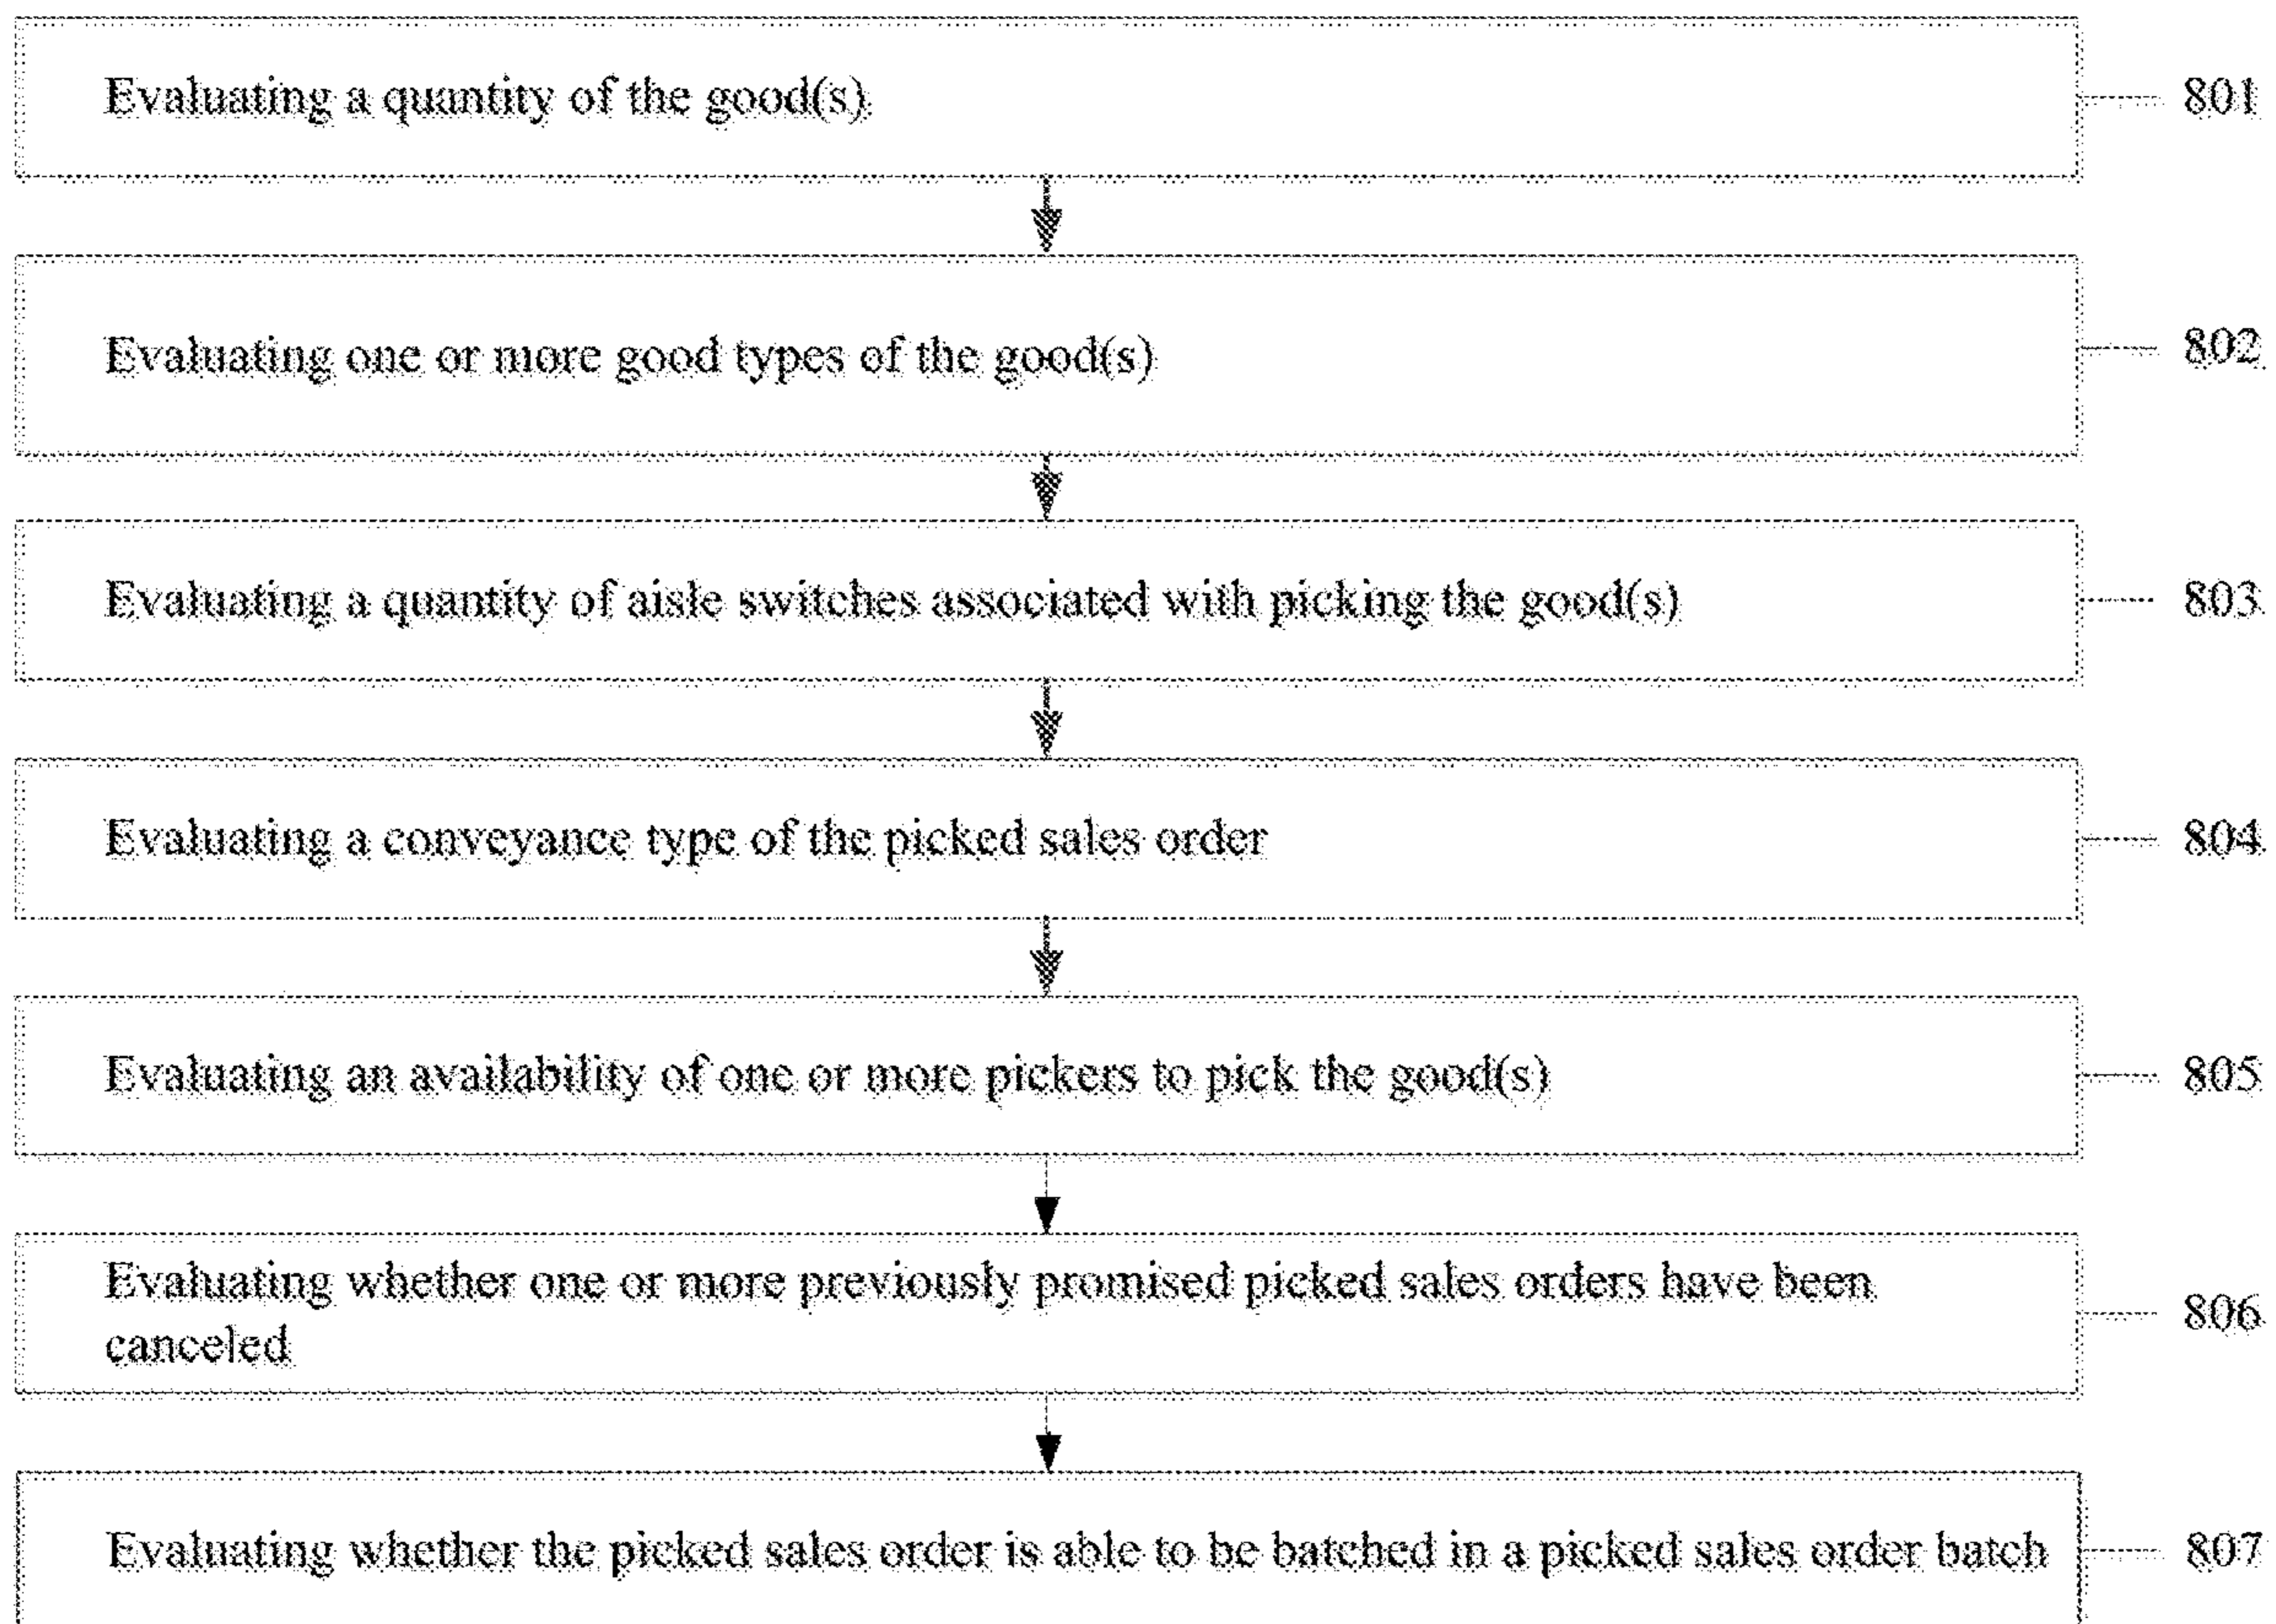 Evaluating a quantity of the good(s)
801
Evaluating one or more good types of the good(s)
802
Evaluating a quantity of aisle switches associated with picking the good(s)
803
Evaluating a conveyance type of the picked sales order
804
Evaluating an availability of one or more pickers to pick the good(s)
805
Evaluating whether one or more previously promised picked sales orders have been
canceled
806
Evaluating whether the picked sales order is able to be batched in a picked sales order batch
807